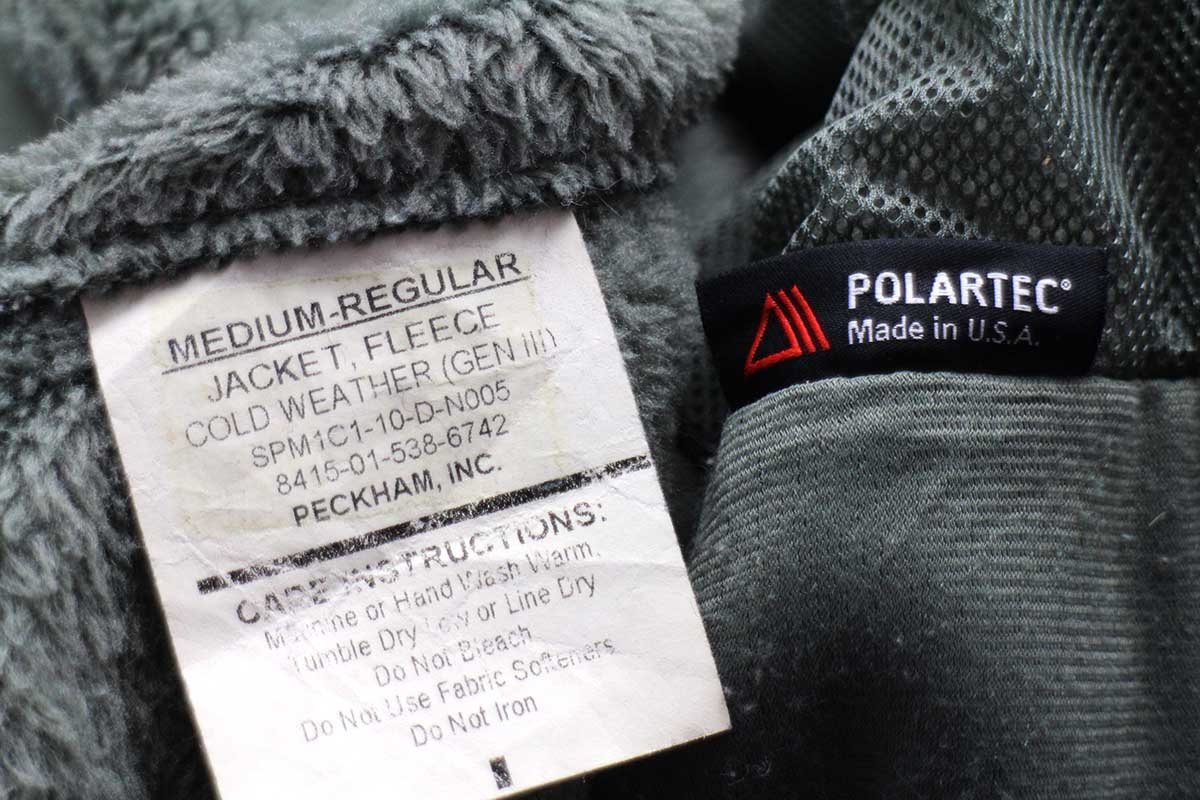 MEDIUM-REGULAR
JACKET, FLEECE
COLD WEATHER (GEN III)
SPM1C1-10-D-N005
8415-01-538-6742
PECKHAM, INC.
CARE INSTRUCTIONS:
Machine or Hand Wash Warm,
Tumble Dry Low or Line Dry
Do Not Bleach
Do Not Use Fabric Softeners
Do Not Iron
POLARTEC®
Made in U.S.A.